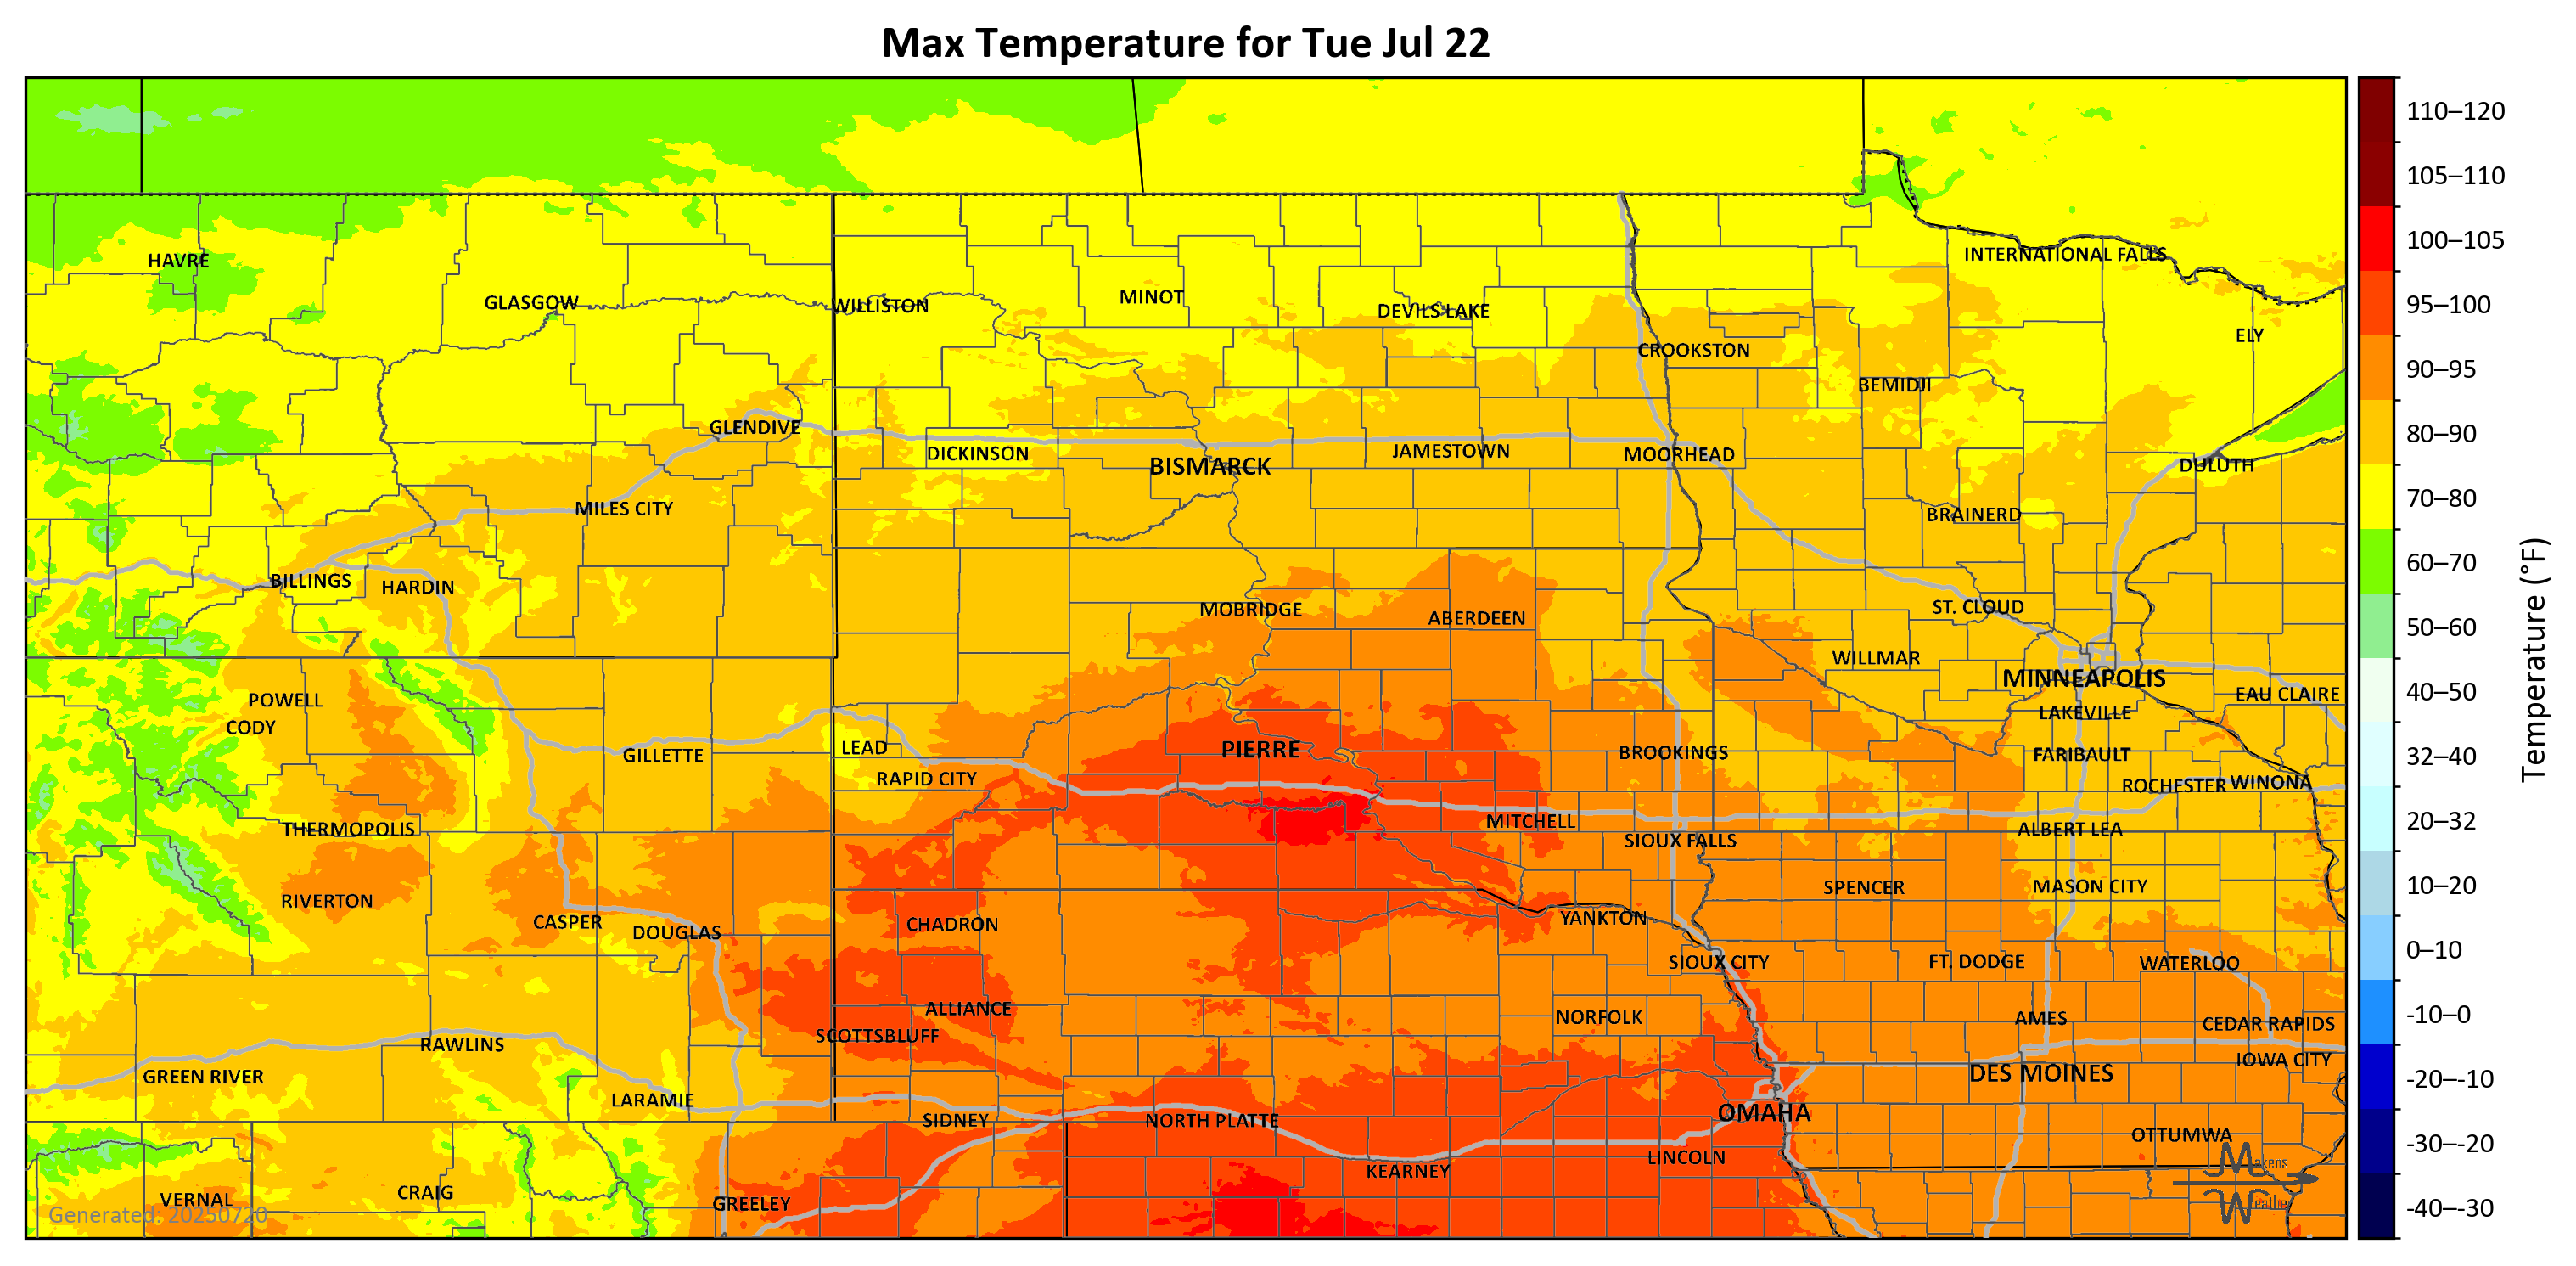 Max Temperature for Tue Jul 22
110–120
105–110
100–105
95–100
90–95
80–90
70–80
60–70
50–60
40–50
32–40
20–32
10–20
0–10
-10–0
-20–-10
-30–-20
-40–-30
Temperature (°F)
HAVRE
GLASGOW
WILLISTON
MINOT
DEVILS LAKE
INTERNATIONAL FALLS
ELY
CROOKSTON
BEMIDJI
GLENDIVE
DICKINSON
BISMARCK
JAMESTOWN
MOORHEAD
DULUTH
MILES CITY
BRAINERD
BILLINGS
HARDIN
MOBRIDGE
ABERDEEN
ST. CLOUD
WILLMAR
MINNEAPOLIS
POWELL
EAU CLAIRE
CODY
LAKEVILLE
GILLETTE
LEAD
PIERRE
BROOKINGS
FARIBAULT
RAPID CITY
ROCHESTER
WINONA
THERMOPOLIS
MITCHELL
SIOUX FALLS
ALBERT LEA
RIVERTON
SPENCER
MASON CITY
CASPER
DOUGLAS
CHADRON
YANKTON
SIOUX CITY
FT. DODGE
WATERLOO
ALLIANCE
NORFOLK
AMES
CEDAR RAPIDS
SCOTTSBLUFF
RAWLINS
IOWA CITY
GREEN RIVER
DES MOINES
LARAMIE
SIDNEY
NORTH PLATTE
OMAHA
OTTUMWA
KEARNEY
LINCOLN
VERNAL
CRAIG
GREELEY
Makens
Weather
Generated: 20250720